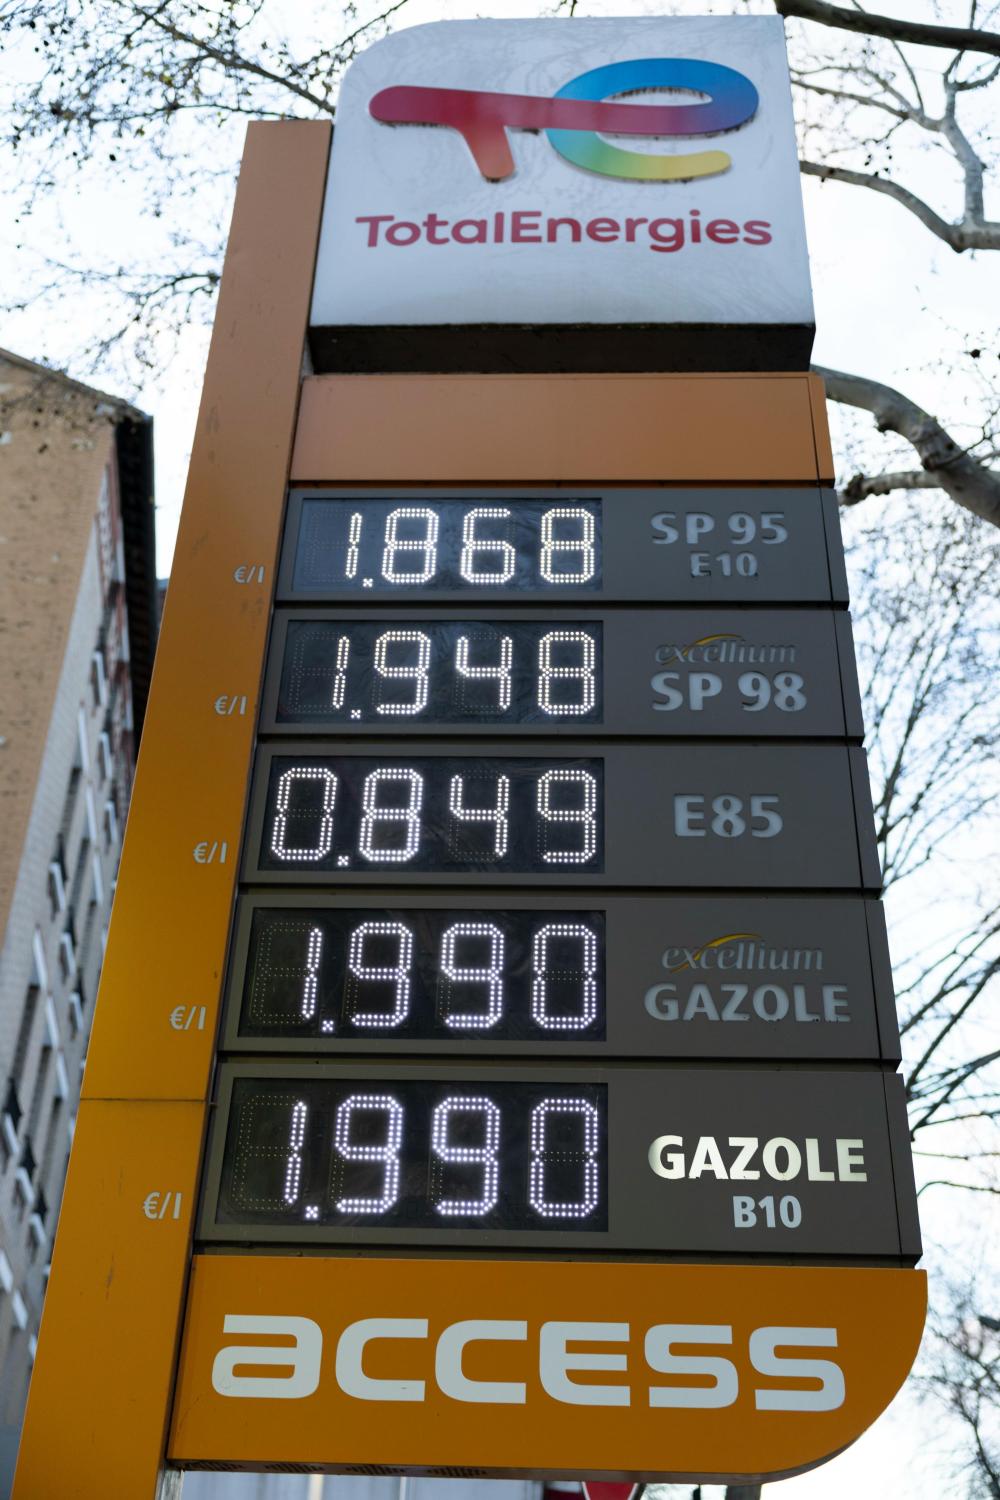 TotalEnergies
€/l 1.868 SP 95
E10
excellium
€/l 1.948 SP 98
€/l 0.849 E85
excellium
€/l 1.990 GAZOLE
€/l 1.990 GAZOLE
B10
access